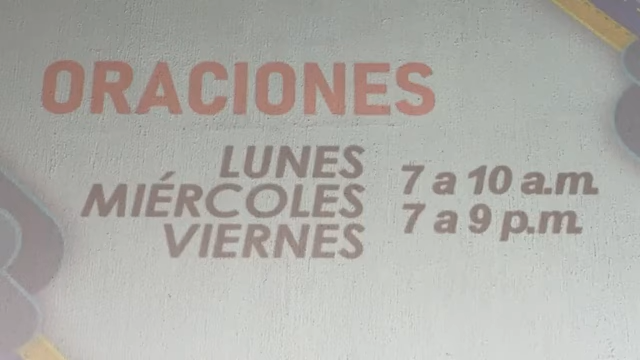 ORACIONES
LUNES
MIÉRCOLES
VIERNES
7 a 10 a.m.
7 a 9 p.m.